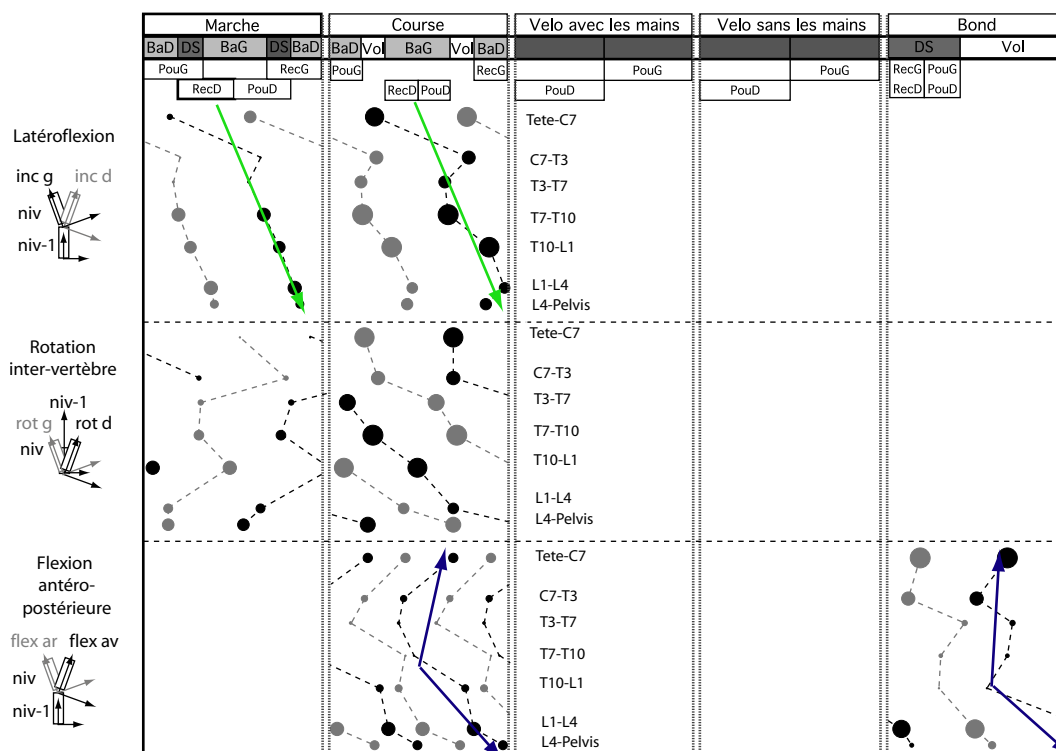 Marche Course Velo avec les mains Velo sans les mains Bond
BaD DS BaG DS BaD BaD Vol BaG Vol BaD DS Vol
PouG RecG PouG RecG PouG PouG RecG PouG
RecD PouD RecD PouD PouD PouD RecD PouD
Tete-C7
Latéroflexion
C7-T3
inc g inc d
T3-T7
niv
T7-T10
niv-1
T10-L1
L1-L4
L4-Pelvis
Tete-C7
Rotation
inter-vertèbre
C7-T3
niv-1
T3-T7
rot g rot d
T7-T10
niv
T10-L1
L1-L4
L4-Pelvis
Flexion
Tete-C7
antéro-
C7-T3
postérieure
T3-T7
flex ar flex av
T7-T10
niv
T10-L1
niv-1
L1-L4
L4-Pelvis